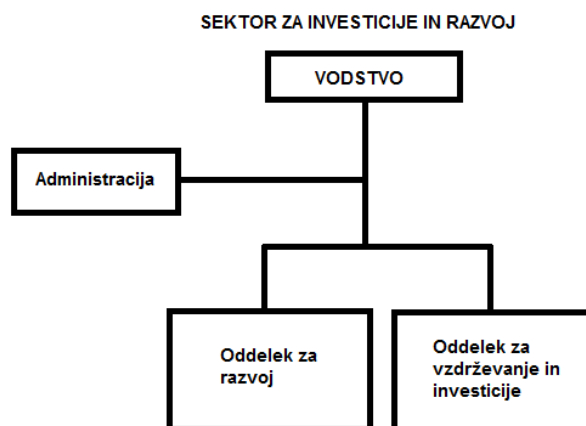 SEKTOR ZA INVESTICIJE IN RAZVOJ
VODSTVO
Administracija
Oddelek za
razvoj
Oddelek za
vzdrževanje in
investicije